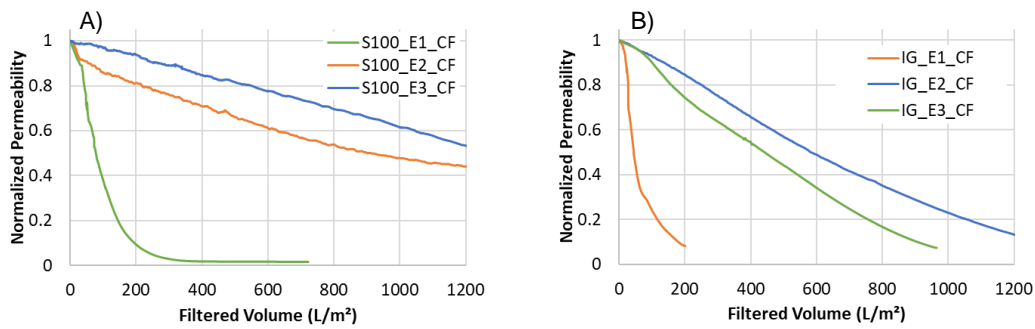 A)
Normalized Permeability
1
0.8
0.6
0.4
0.2
0
0 200 400 600 800 1000 1200
Filtered Volume (L/m²)
S100_E1_CF
S100_E2_CF
S100_E3_CF
B)
Normalized Permeability
1
0.8
0.6
0.4
0.2
0
0 200 400 600 800 1000 1200
Filtered Volume (L/m²)
IG_E1_CF
IG_E2_CF
IG_E3_CF